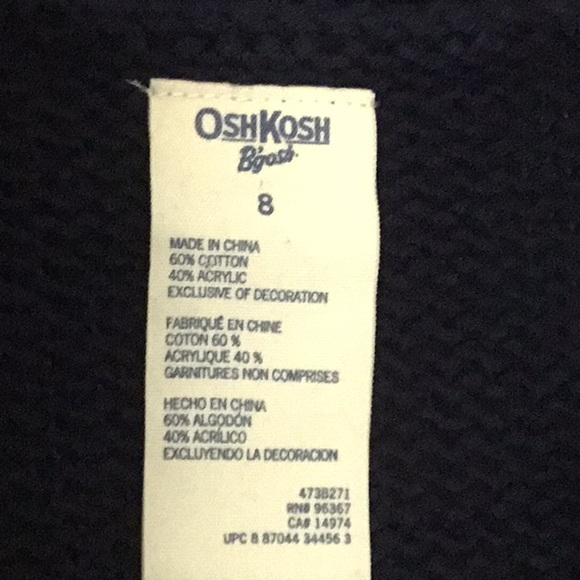 OSHKOSH
B'gosh
8
MADE IN CHINA
60% COTTON
40% ACRYLIC
EXCLUSIVE OF DECORATION
FABRIQUÉ EN CHINE
COTON 60 %
ACRYLIQUE 40 %
GARNITURES NON COMPRISES
HECHO EN CHINA
60% ALGODÓN
40% ACRÍLICO
EXCLUYENDO LA DECORACION
473B271
RN# 96367
CA# 14974
UPC 8 87044 34456 3